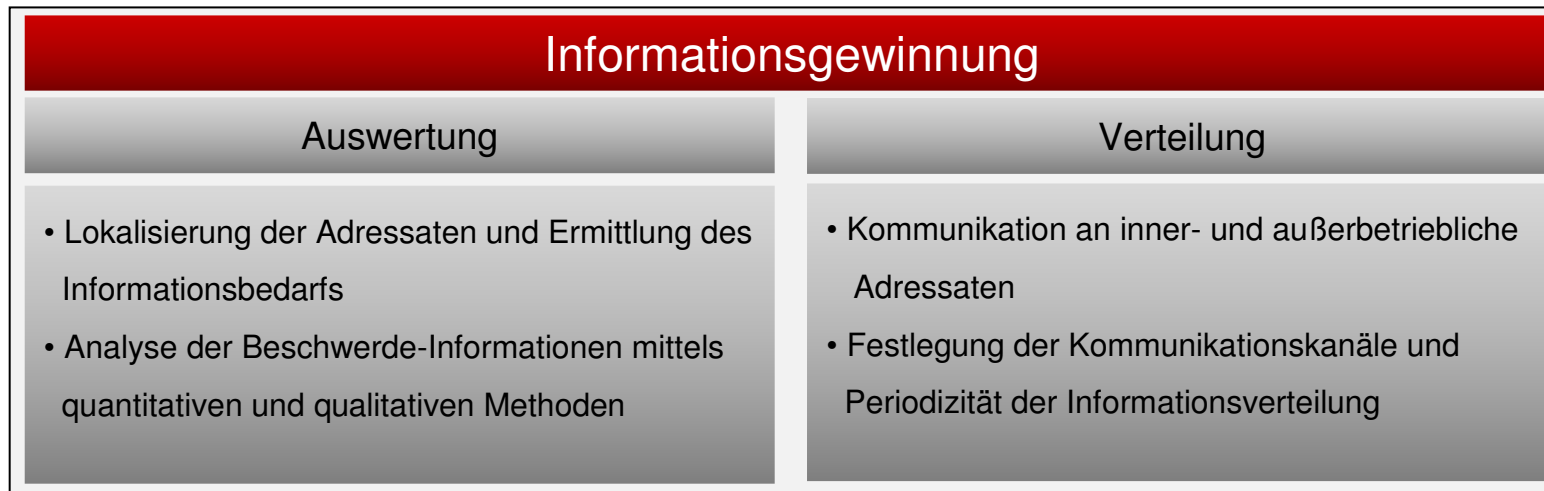 Informationsgewinnung
Auswertung
• Lokalisierung der Adressaten und Ermittlung des
Informationsbedarfs
• Analyse der Beschwerde-Informationen mittels
quantitativen und qualitativen Methoden
Verteilung
• Kommunikation an inner- und außerbetriebliche
Adressaten
• Festlegung der Kommunikationskanäle und
Periodizität der Informationsverteilung